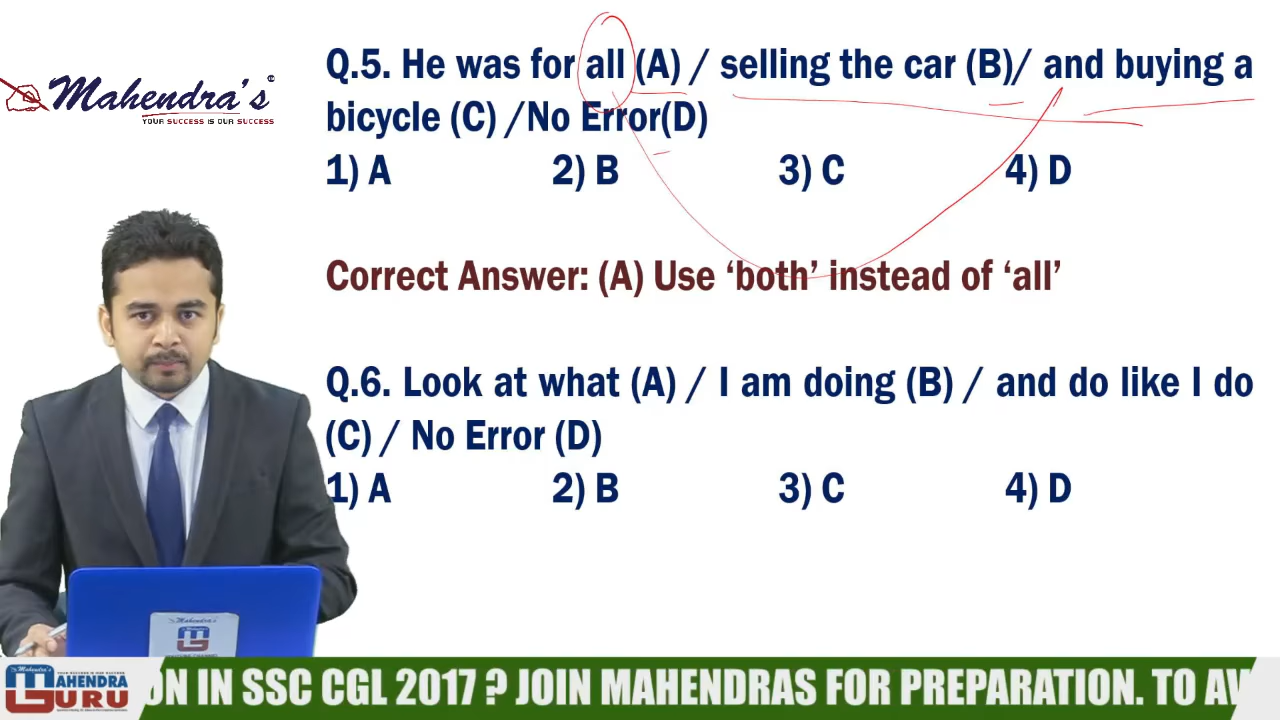 Mahendra's
YOUR SUCCESS IS OUR SUCCESS
Q.5. He was for all (A) / selling the car (B)/ and buying a
bicycle (C) /No Error(D)
1) A 2) B 3) C 4) D
Correct Answer: (A) Use ‘both’ instead of ‘all’
Q.6. Look at what (A) / I am doing (B) / and do like I do
(C) / No Error (D)
1) A 2) B 3) C 4) D
Mahendra's
Mahendra's
MAHENDRA
GURU
ON IN SSC CGL 2017 ? JOIN MAHENDRAS FOR PREPARATION. TO AV